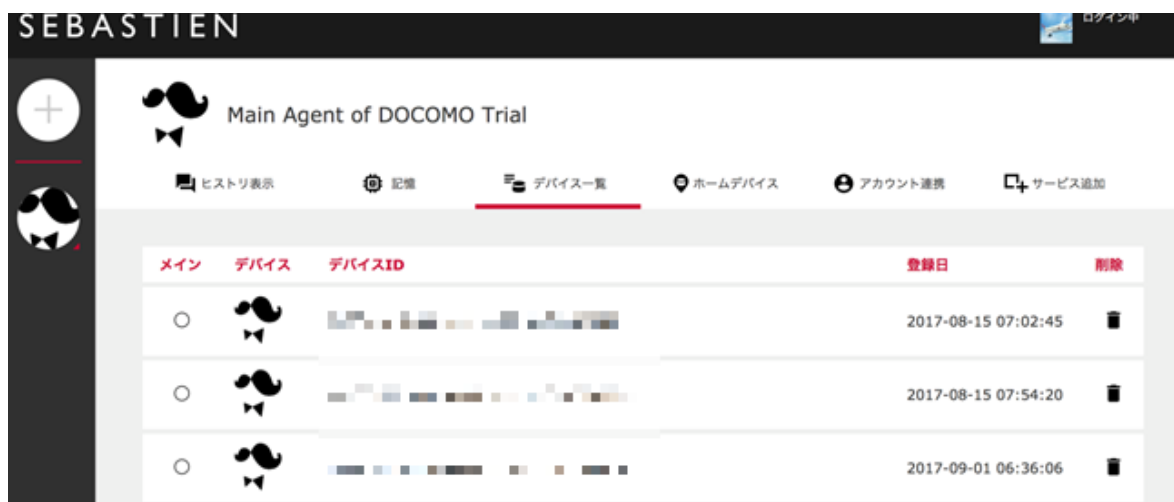 SEBASTIEN
ログイン中
Main Agent of DOCOMO Trial
ヒストリ表示 記憶 デバイス一覧 ホームデバイス アカウント連携 サービス追加
メイン デバイス デバイスID 登録日 削除
2017-08-15 07:02:45
2017-08-15 07:54:20
2017-09-01 06:36:06